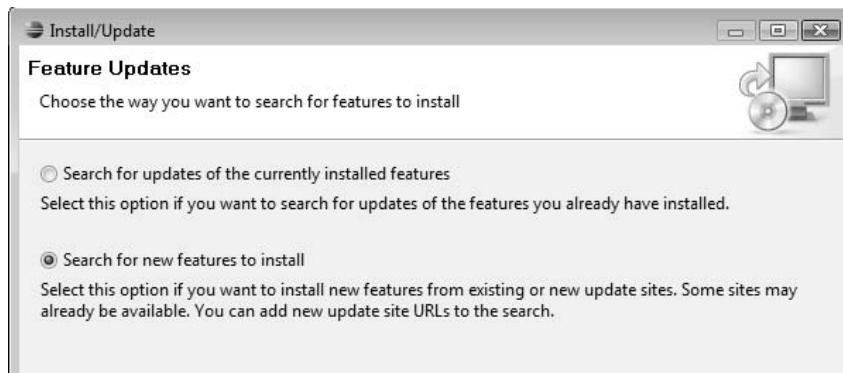 Install/Update
Feature Updates
Choose the way you want to search for features to install
Search for updates of the currently installed features
Select this option if you want to search for updates of the features you already have installed.
Search for new features to install
Select this option if you want to install new features from existing or new update sites. Some sites may
already be available. You can add new update site URLs to the search.